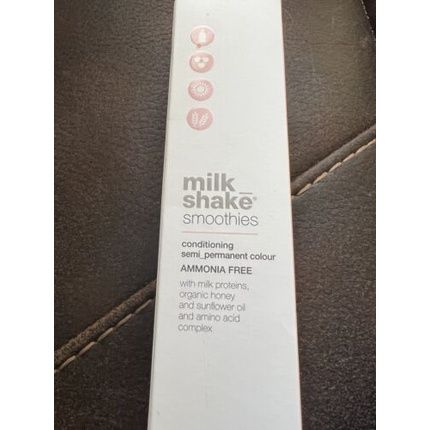 milk_
shake®
smoothies
conditioning
semi_permanent colour
AMMONIA FREE
with milk proteins,
organic honey
and sunflower oil
and amino acid
complex